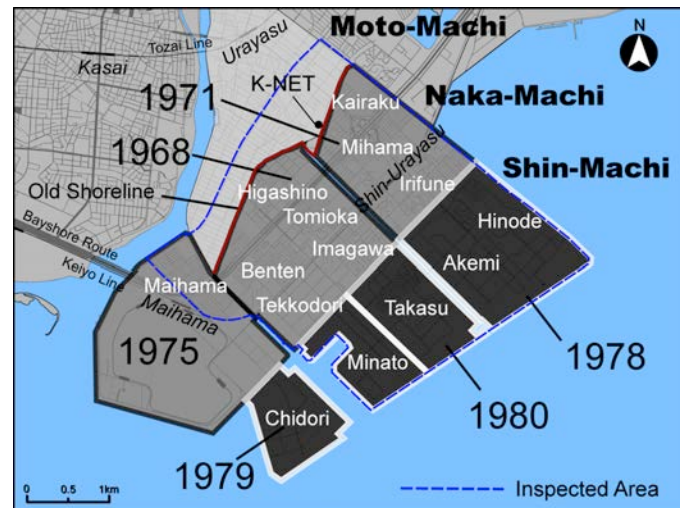 Moto-Machi
N
Tozai Line
Urayasu
Kasai
K-NET
1971
Kairaku
Naka-Machi
Mihama
1968
Shin-Urayasu
Shin-Machi
Old Shoreline
Higashino
Irifune
Tomioka
Hinode
Bayshore Route
Imagawa
Akemi
Keiyo Line
Benten
Maihama
Maihama
Tekkodori
Takasu
1975
Minato
1978
1980
Chidori
1979
0 0.5 1km
Inspected Area